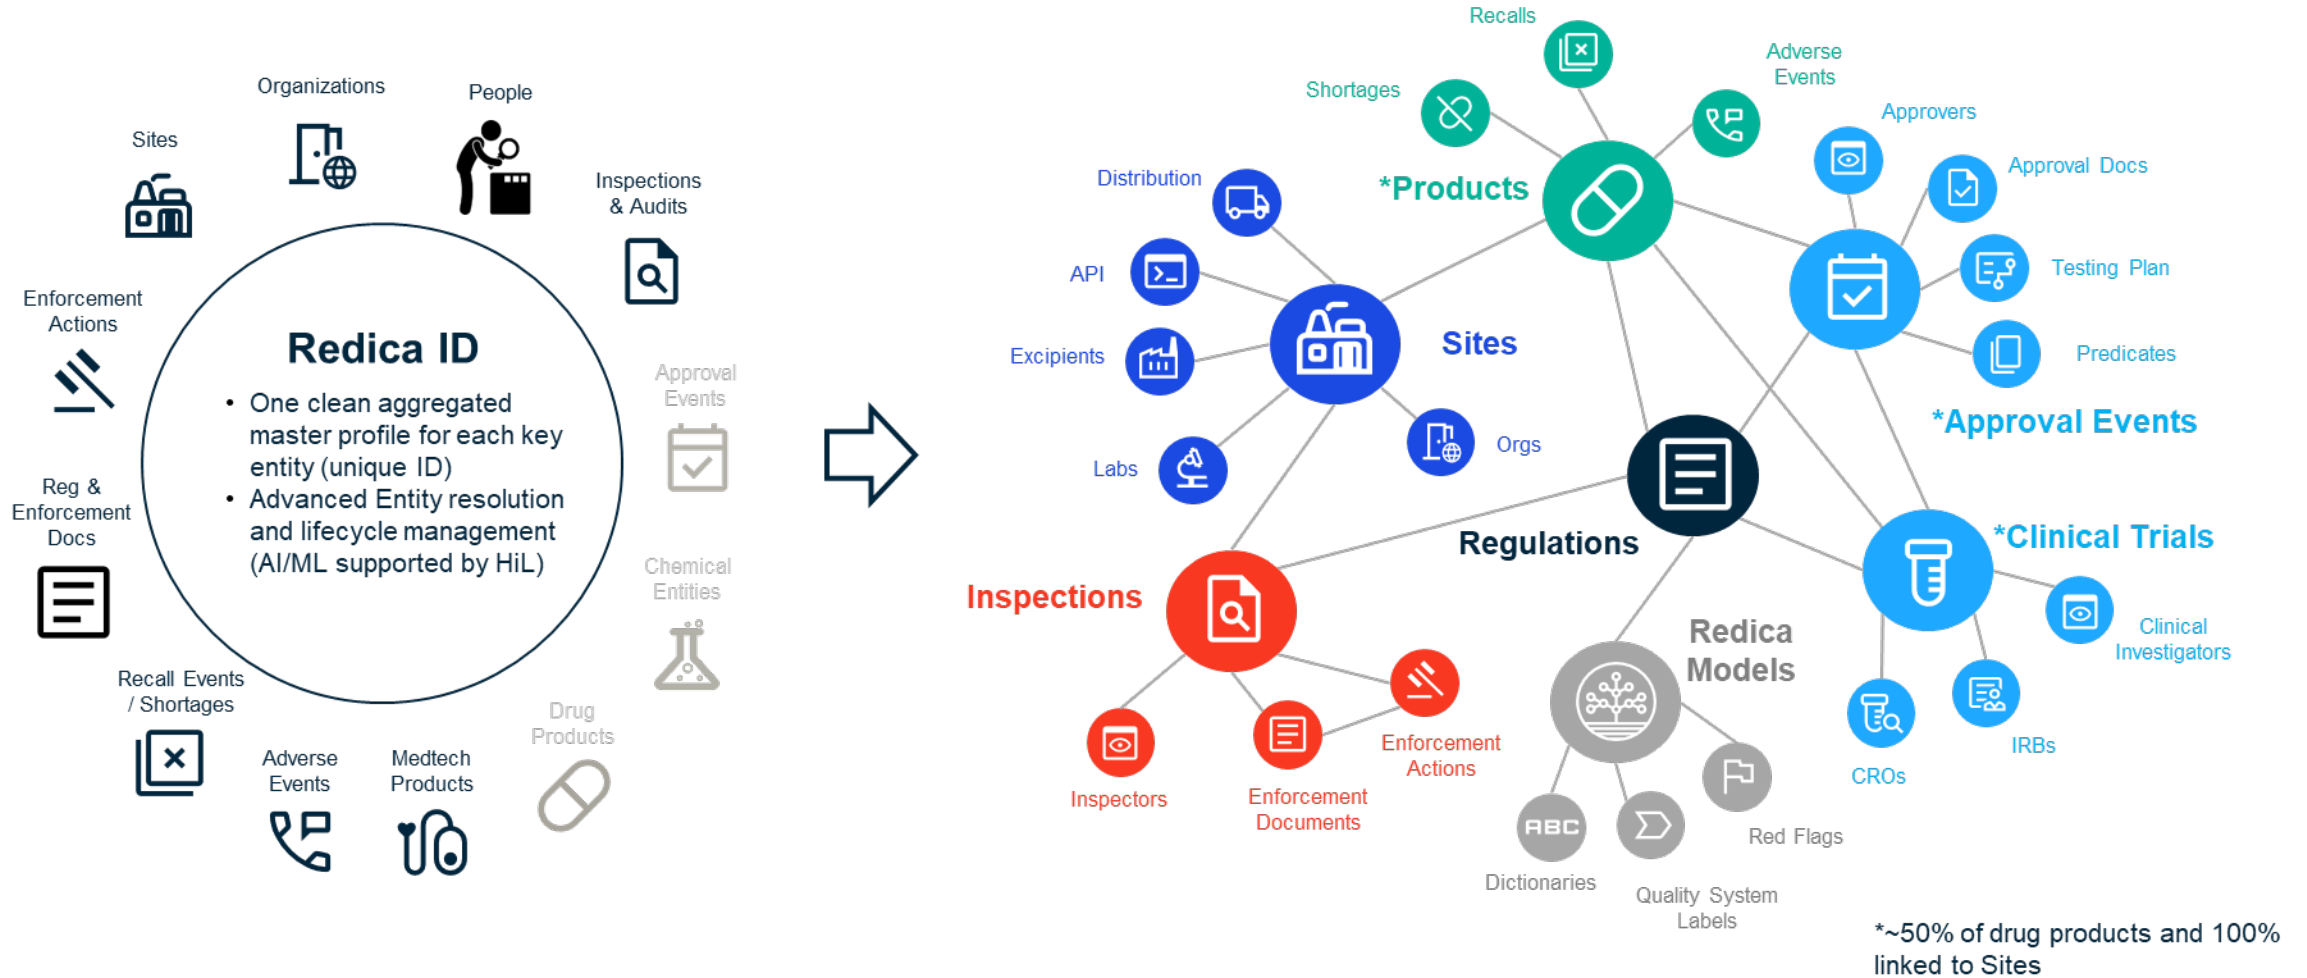 Organizations
People
Sites
Inspections
& Audits
Enforcement
Actions
Redica ID
• One clean aggregated
master profile for each key
entity (unique ID)
• Advanced Entity resolution
and lifecycle management
(AI/ML supported by HiL)
Approval
Events
Reg &
Enforcement
Docs
Chemical
Entities
Recall Events
/ Shortages
Drug
Products
Adverse
Events
Medtech
Products
Recalls
Shortages
Adverse
Events
*Products
Approvers
Approval Docs
Testing Plan
Predicates
*Approval Events
Distribution
API
Excipients
Labs
Sites
Orgs
Regulations
*Clinical Trials
Clinical
Investigators
IRBs
CROs
Inspections
Inspectors
Enforcement
Documents
Enforcement
Actions
Redica
Models
ABC
Dictionaries
Quality System
Labels
Red Flags
*~50% of drug products and 100%
linked to Sites